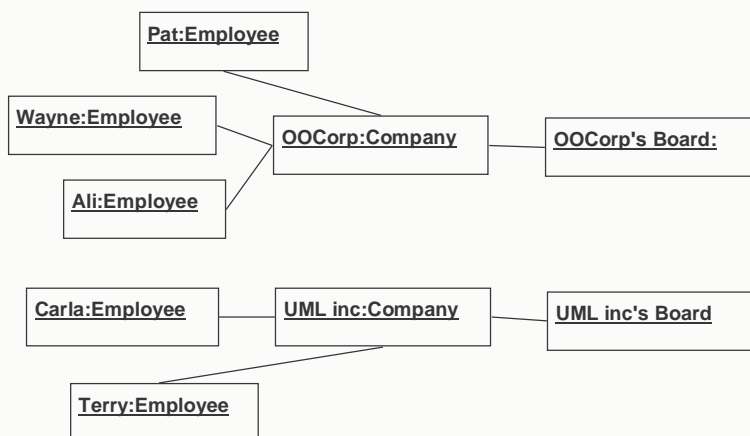 Pat:Employee
Wayne:Employee
OOCorp:Company
OOCorp's Board:
Ali:Employee
Carla:Employee
UML inc:Company
UML inc's Board
Terry:Employee